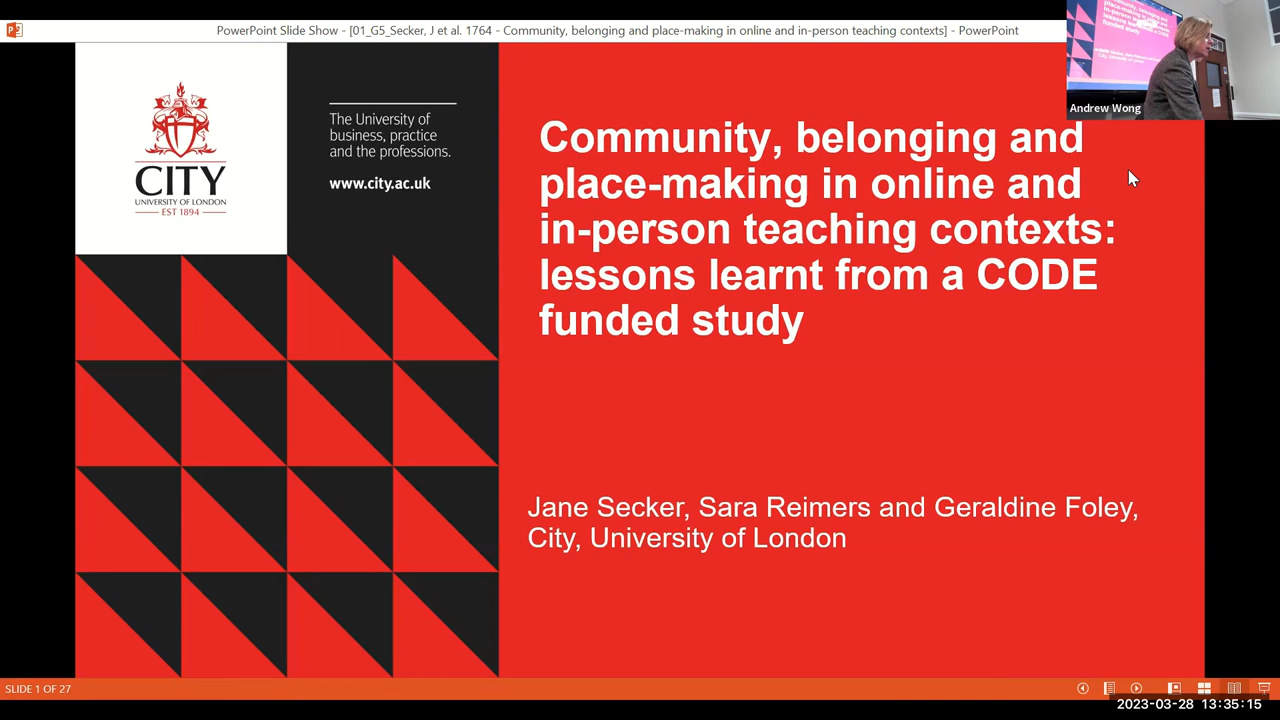 PowerPoint Slide Show - [01_G5_Secker, J et al. 1764 - Community, belonging and place-making in online and in-person teaching contexts] - PowerPoint
CITY
UNIVERSITY OF LONDON
EST 1894
The University of
business, practice
and the professions.
www.city.ac.uk
Community, belonging and
place-making in online and
in-person teaching contexts:
lessons learnt from a CODE
funded study
Jane Secker, Sara Reimers and Geraldine Foley,
City, University of London
Andrew Wong
SLIDE 1 OF 27
2023-03-28 13:35:15